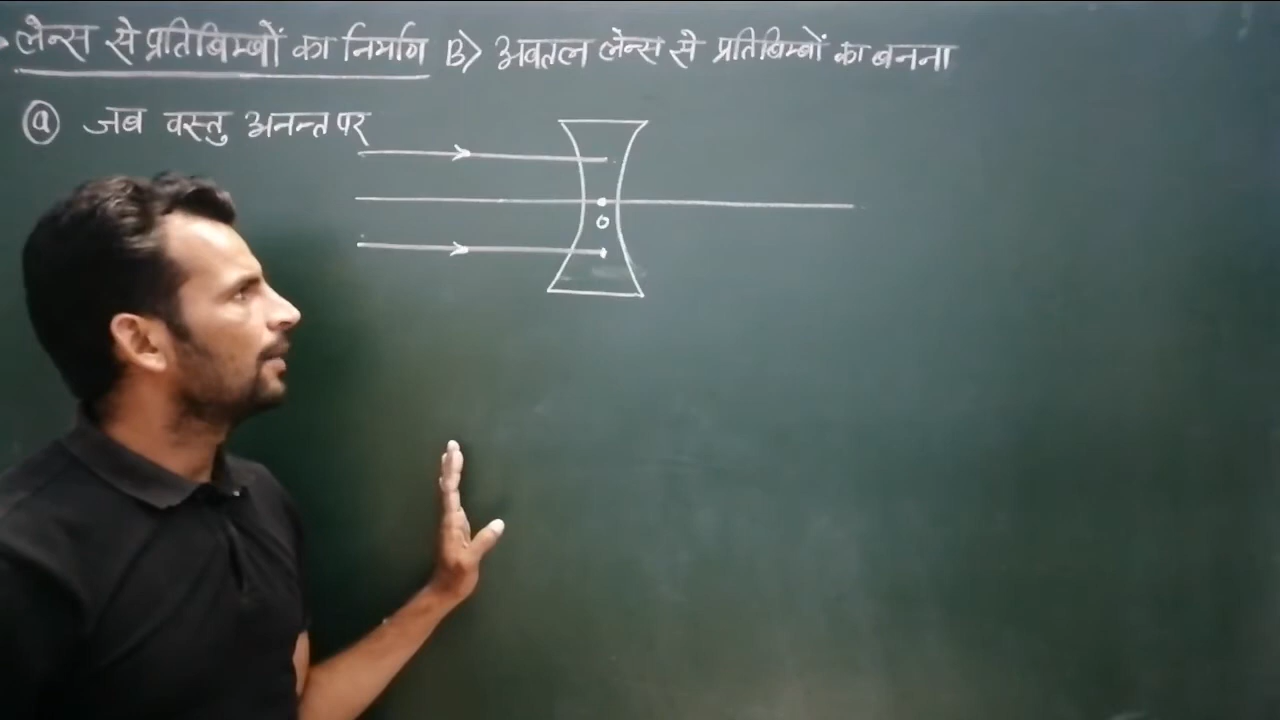 लेन्स से प्रतिबिम्बों का निर्माण B> अवतल लेन्स से प्रतिबिम्बों का बनना
a जब वस्तु अनन्त पर
O